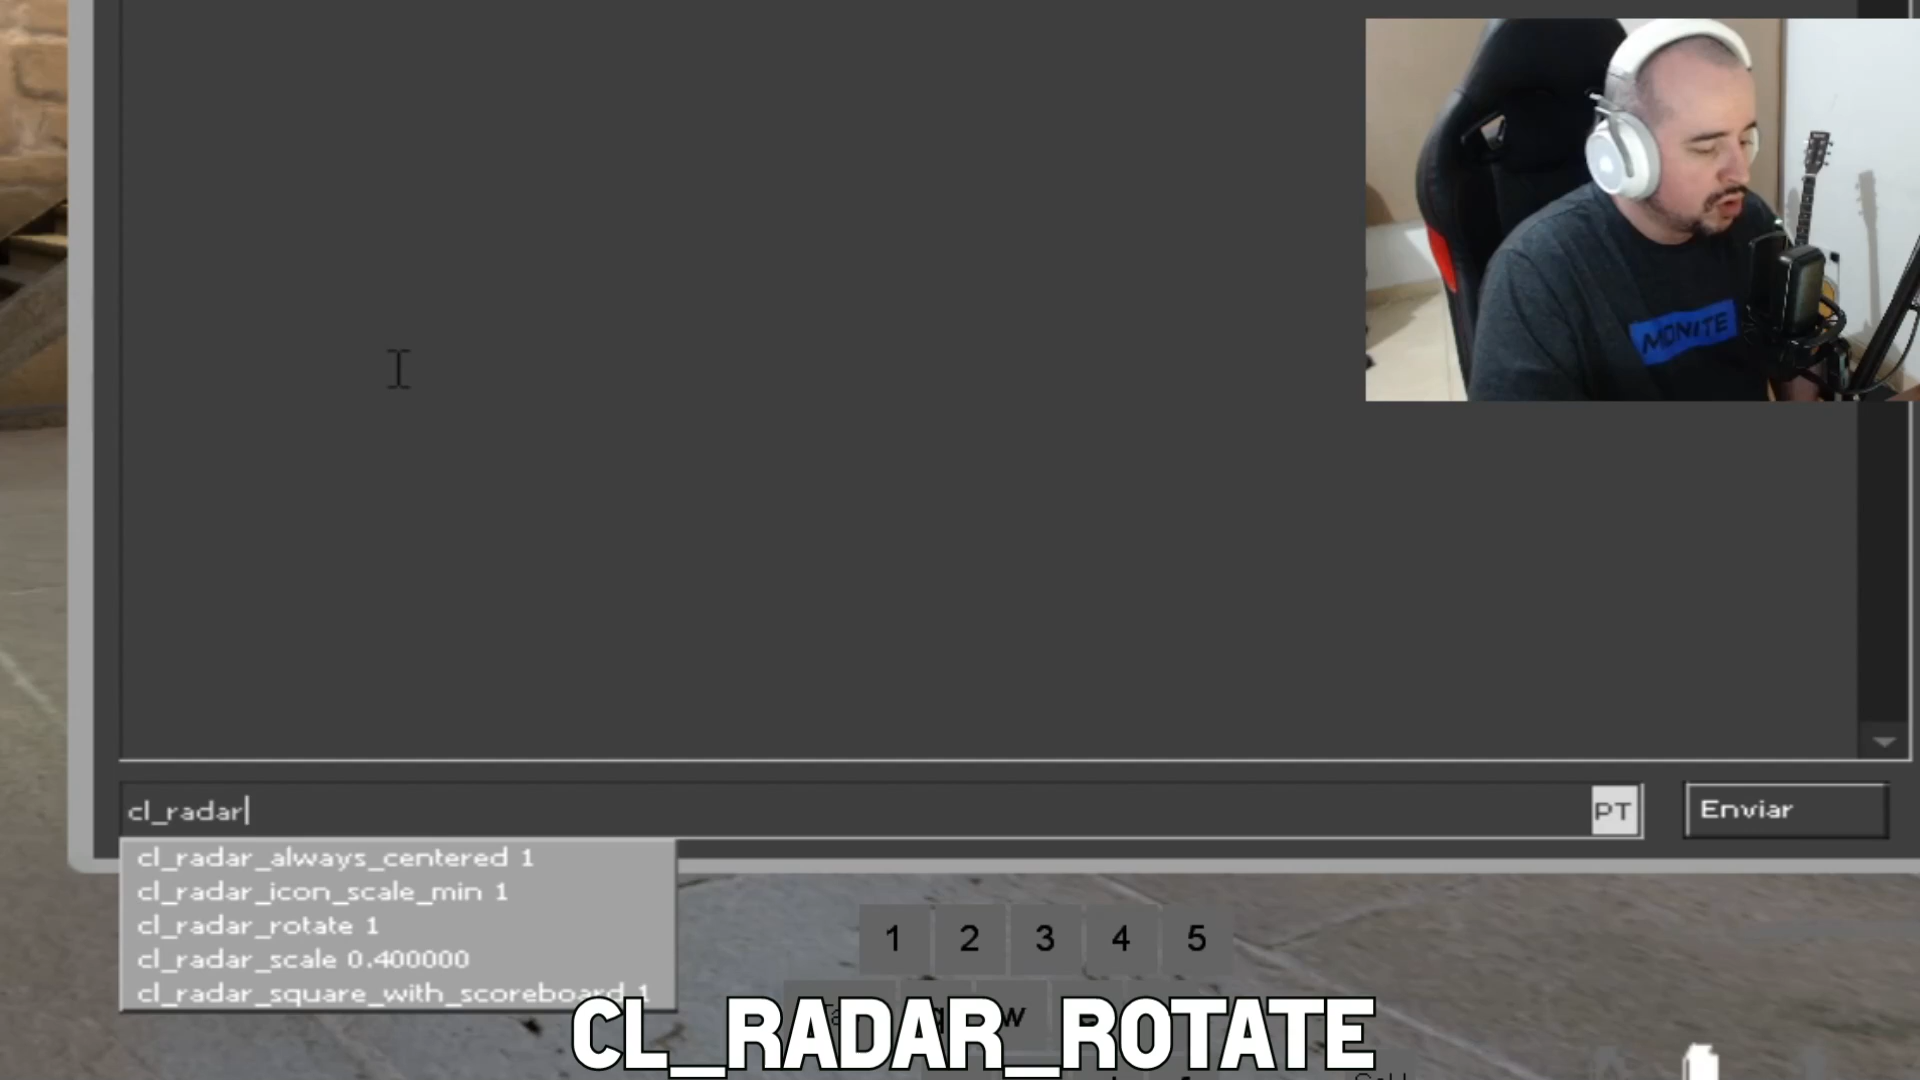 MIDNITE
cl_radar
PT
Enviar
cl_radar_always_centered 1
cl_radar_icon_scale_min 1
cl_radar_rotate 1
cl_radar_scale 0.400000
cl_radar_square_with_scoreboard 1
1 2 3 4 5
w
CL_RADAR_ROTATE